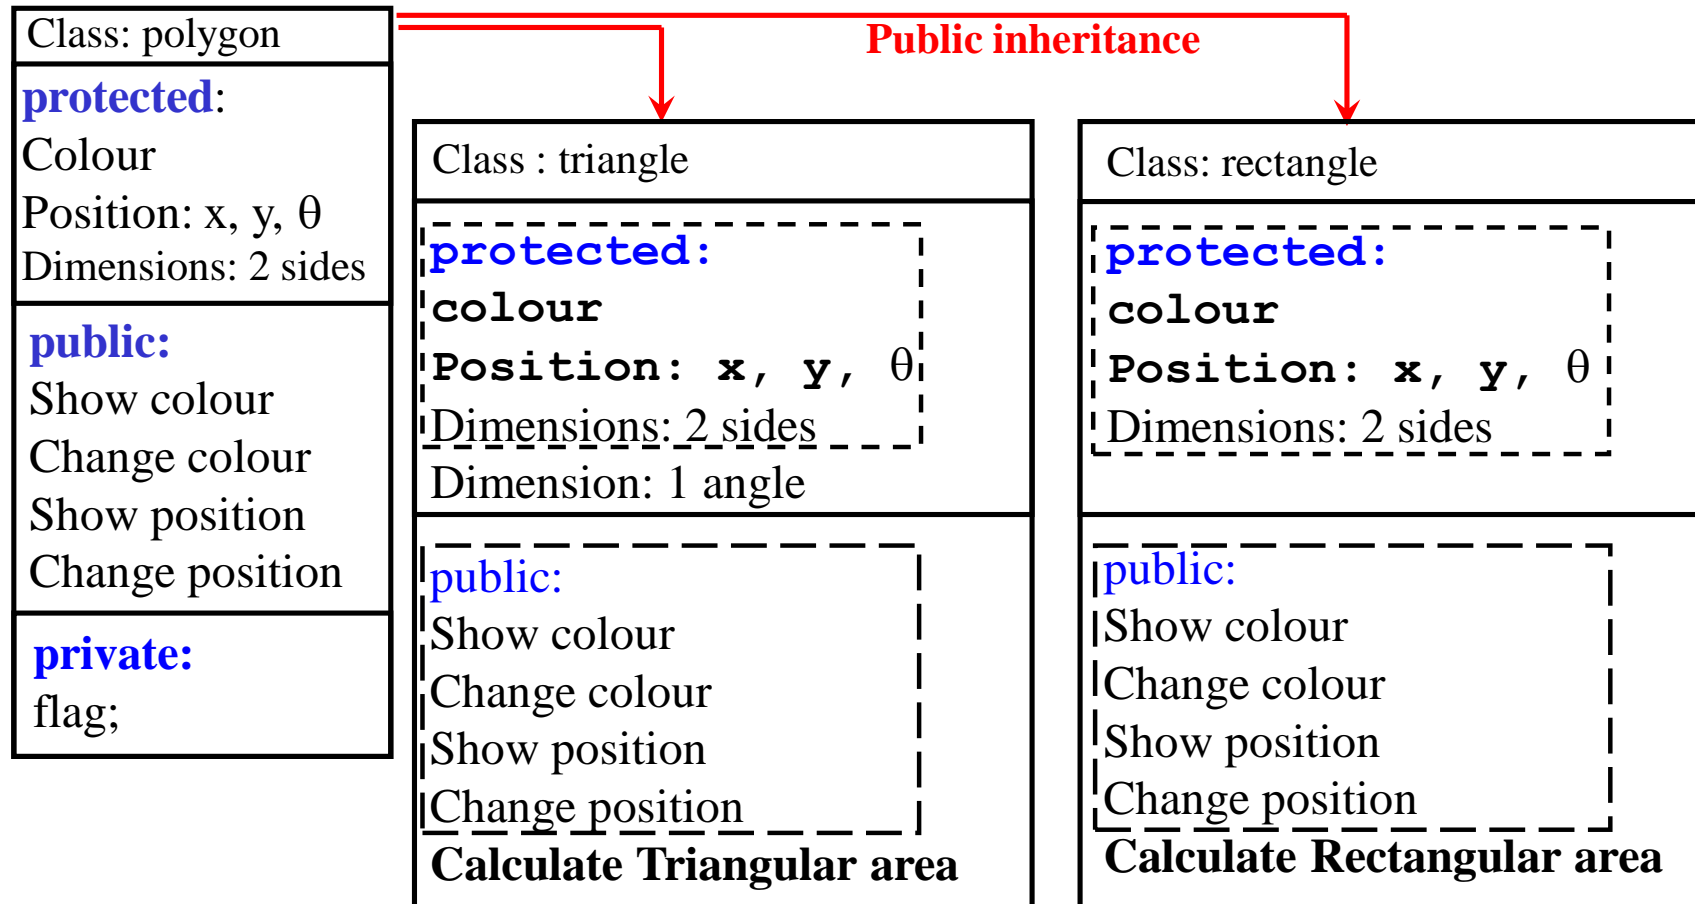 Class: polygon
protected:
Colour
Position: x, y, θ
Dimensions: 2 sides
public:
Show colour
Change colour
Show position
Change position
private:
flag;
Public inheritance
Class : triangle
protected:
colour
Position: x, y, θ
Dimensions: 2 sides
Dimension: 1 angle
public:
Show colour
Change colour
Show position
Change position
Calculate Triangular area
Class: rectangle
protected:
colour
Position: x, y, θ
Dimensions: 2 sides
public:
Show colour
Change colour
Show position
Change position
Calculate Rectangular area